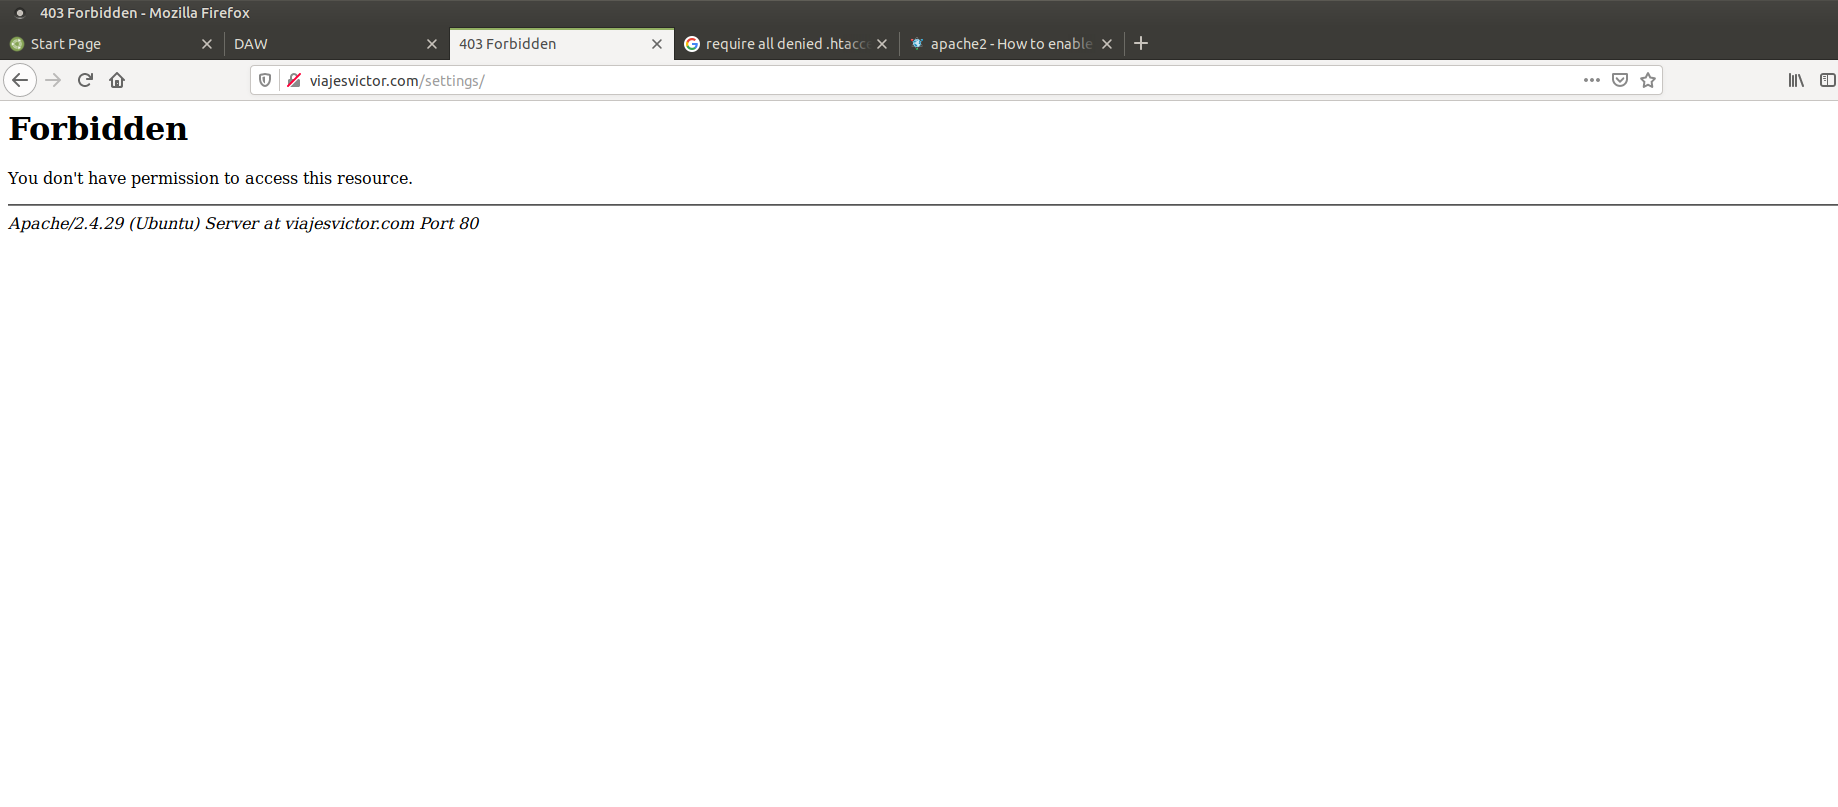 403 Forbidden - Mozilla Firefox
Start Page
DAW
403 Forbidden
require all denied .htacce
apache2 - How to enable
viajesvictor.com/settings/
Forbidden
You don't have permission to access this resource.
Apache/2.4.29 (Ubuntu) Server at viajesvictor.com Port 80